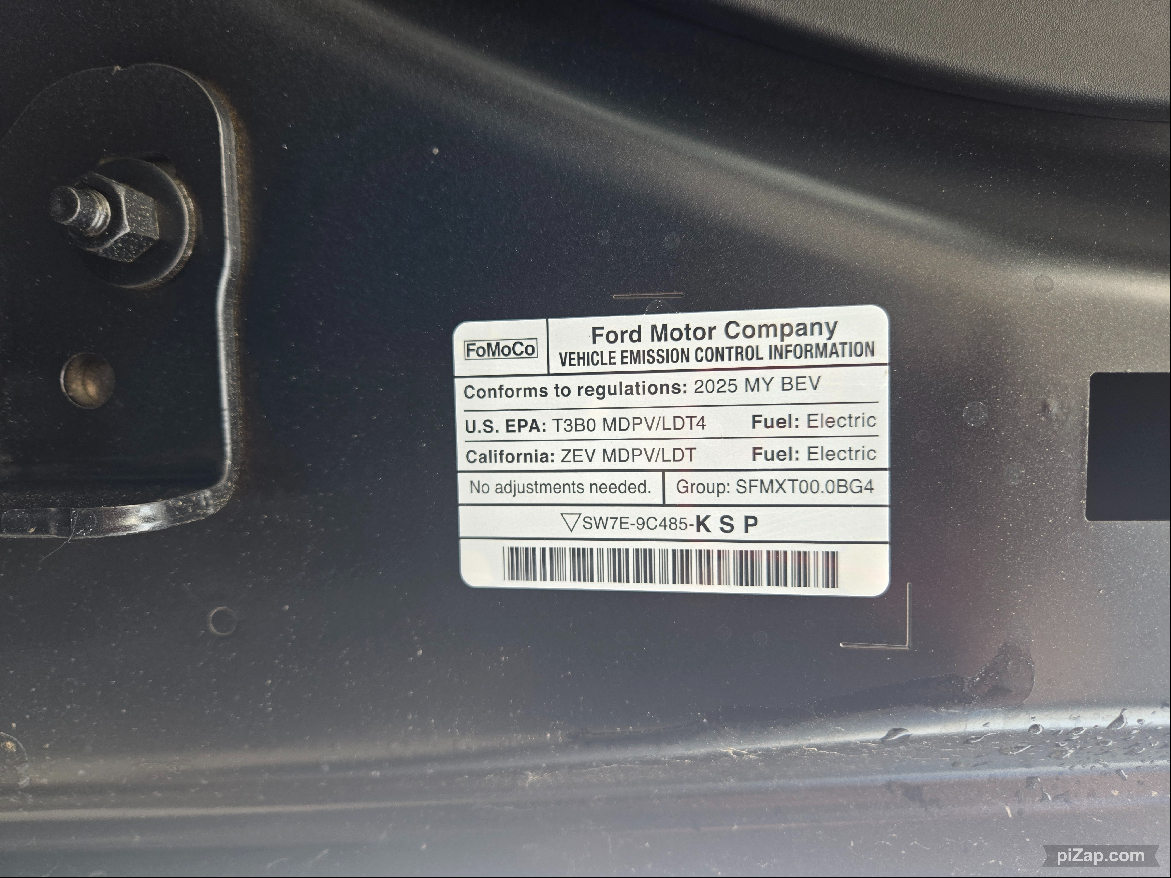 FoMoCo
Ford Motor Company
VEHICLE EMISSION CONTROL INFORMATION
Conforms to regulations: 2025 MY BEV
U.S. EPA: T3B0 MDPV/LDT4 Fuel: Electric
California: ZEV MDPV/LDT Fuel: Electric
No adjustments needed. Group: SFMXT00.0BG4
▽SW7E-9C485-K S P
piZap.com